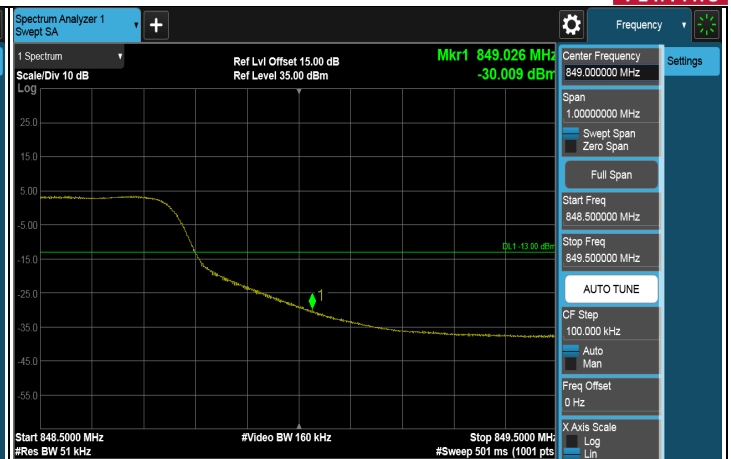 Spectrum Analyzer 1
Swept SA
Frequency
1 Spectrum
Scale/Div 10 dB
Log
Ref Lvl Offset 15.00 dB
Ref Level 35.00 dBm
Mkr1 849.026 MHz
-30.009 dBm
25.0
15.0
5.00
-5.00
-15.0
-25.0
-35.0
-45.0
-55.0
DL1 -13.00 dBm
1
Start 848.5000 MHz
#Res BW 51 kHz
#Video BW 160 kHz
Stop 849.5000 MHz
#Sweep 501 ms (1001 pts
Center Frequency
849.000000 MHz
Settings
Span
1.00000000 MHz
Swept Span
Zero Span
Full Span
Start Freq
848.500000 MHz
Stop Freq
849.500000 MHz
AUTO TUNE
CF Step
100.000 kHz
Auto
Man
Freq Offset
0 Hz
X Axis Scale
Log
Lin